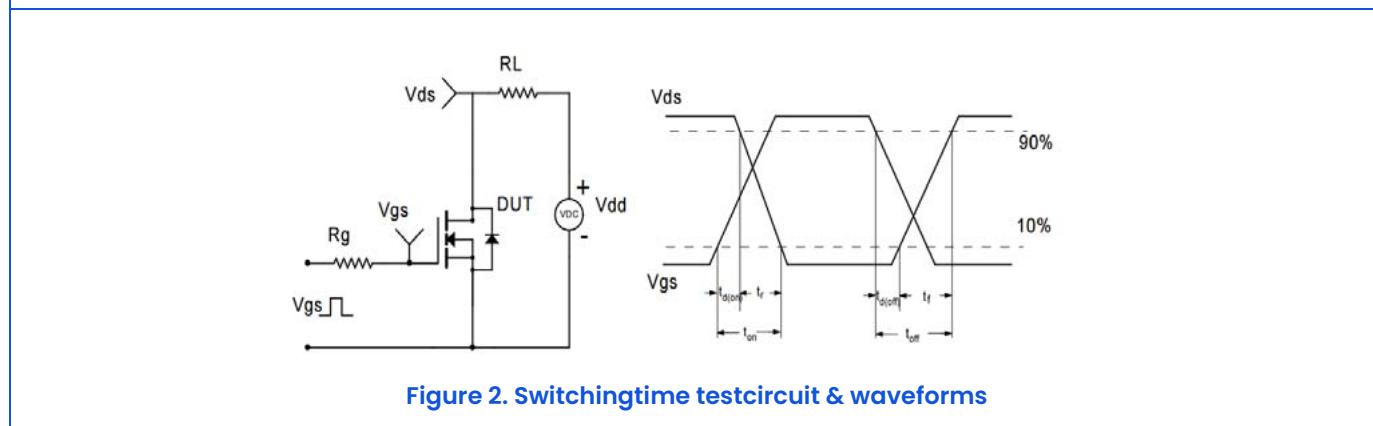 RL
Vds
Vgs
DUT
VDC
+
Vdd
-
Rg
Vgs
Vds
90%
10%
Vgs
td(on)
tr
ton
td(off)
tf
toff
Figure 2. Switchingtime testcircuit & waveforms